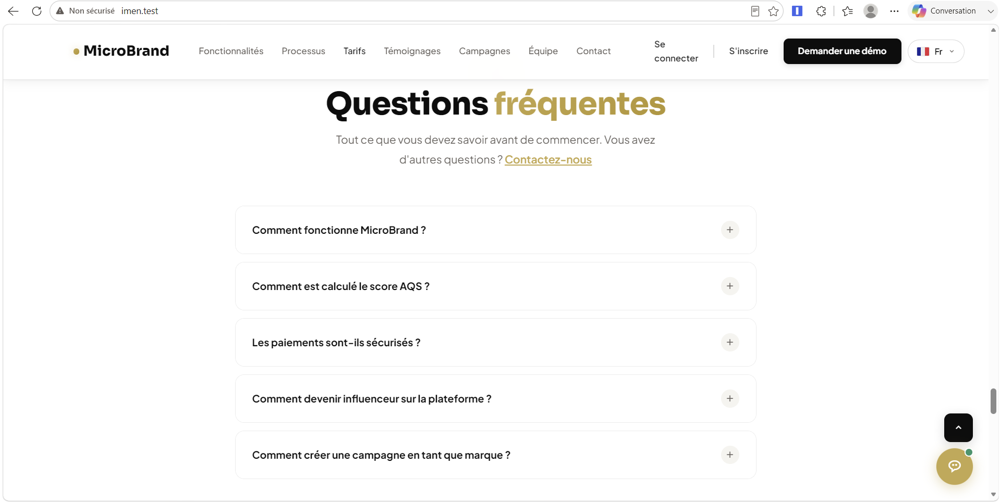 Non sécurisé imen.test
Conversation
MicroBrand
Fonctionnalités
Processus
Tarifs
Témoignages
Campagnes
Équipe
Contact
Se
connecter
S'inscrire
Demander une démo
Fr
Questions fréquentes
Tout ce que vous devez savoir avant de commencer. Vous avez
d'autres questions ? Contactez-nous
Comment fonctionne MicroBrand ?
Comment est calculé le score AQS ?
Les paiements sont-ils sécurisés ?
Comment devenir influenceur sur la plateforme ?
Comment créer une campagne en tant que marque ?